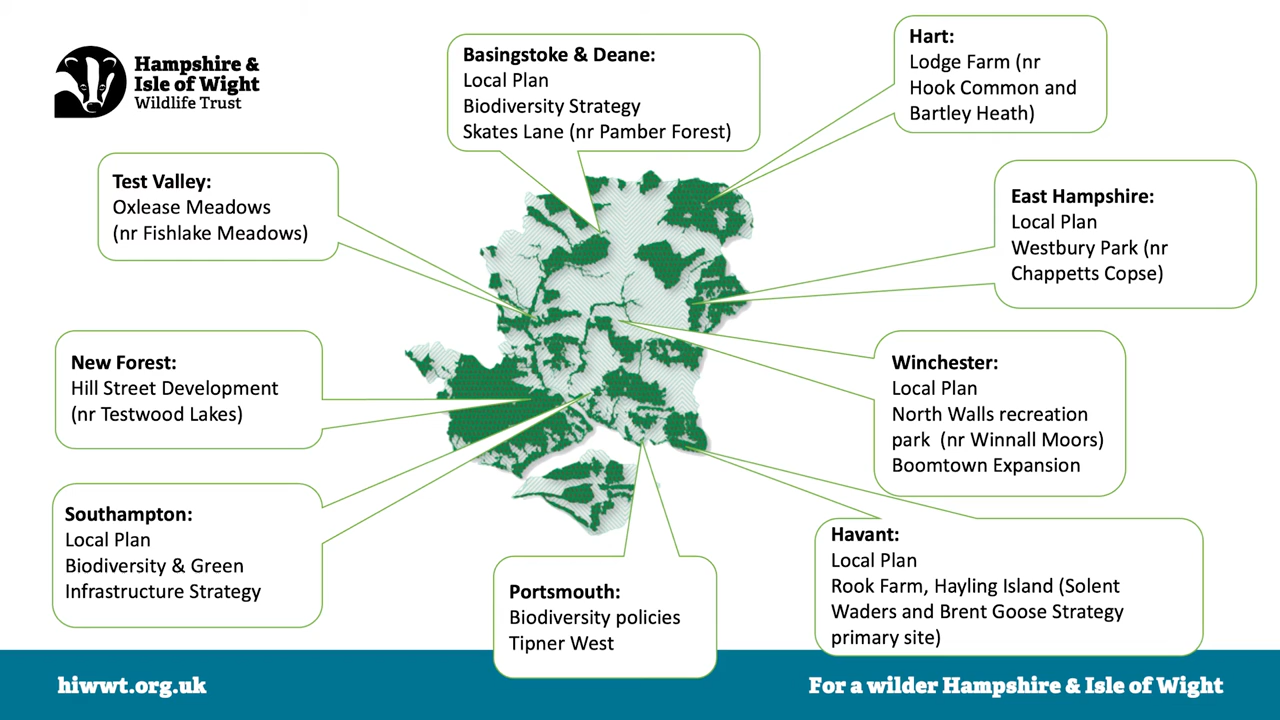 Hampshire &
Isle of Wight
Wildlife Trust
Basingstoke & Deane:
Local Plan
Biodiversity Strategy
Skates Lane (nr Pamber Forest)
Hart:
Lodge Farm (nr
Hook Common and
Bartley Heath)
Test Valley:
Oxlease Meadows
(nr Fishlake Meadows)
East Hampshire:
Local Plan
Westbury Park (nr
Chappetts Copse)
New Forest:
Hill Street Development
(nr Testwood Lakes)
Winchester:
Local Plan
North Walls recreation
park (nr Winnall Moors)
Boomtown Expansion
Southampton:
Local Plan
Biodiversity & Green
Infrastructure Strategy
Portsmouth:
Biodiversity policies
Tipner West
Havant:
Local Plan
Rook Farm, Hayling Island (Solent
Waders and Brent Goose Strategy
primary site)
hiwwt.org.uk
For a wilder Hampshire & Isle of Wight